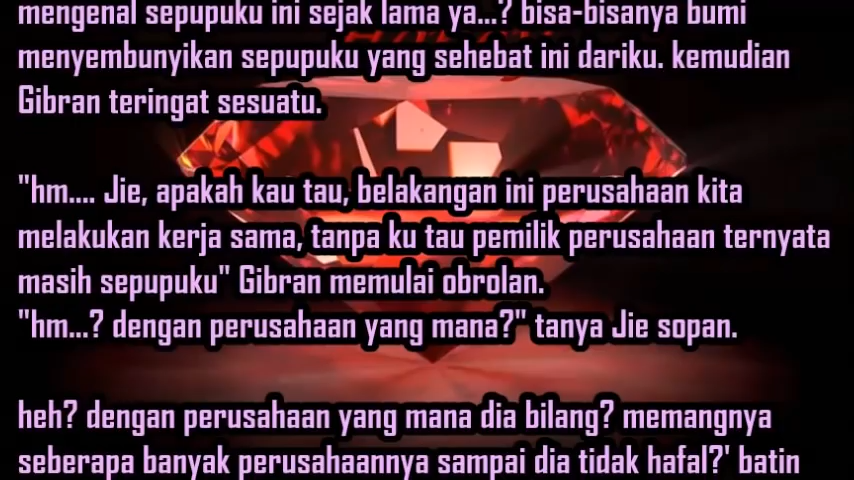 mengenal sepupuku ini sejak lama ya...? bisa-bisanya bumi
menyembunyikan sepupuku yang sehebat ini dariku. kemudian
Gibran teringat sesuatu.
"hm.... Jie, apakah kau tau, belakangan ini perusahaan kita
melakukan kerja sama, tanpa ku tau pemilik perusahaan ternyata
masih sepupuku" Gibran memulai obrolan.
"hm...? dengan perusahaan yang mana?" tanya Jie sopan.
heh? dengan perusahaan yang mana dia bilang? memangnya
seberapa banyak perusahaannya sampai dia tidak hafal?' batin